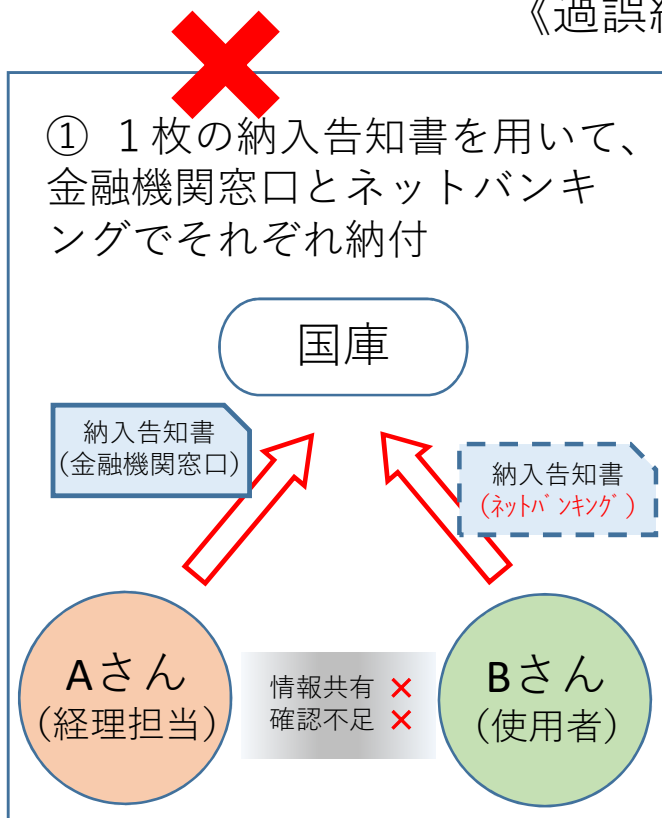 《過誤
① １枚の納入告知書を用いて、
金融機関窓口とネットバンキ
ングでそれぞれ納付
国庫
納入告知書
（金融機関窓口）
納入告知書
（ﾈｯﾄﾊﾞﾝｷﾝｸﾞ）
Aさん
（経理担当）
情報共有 ×
確認不足 ×
Bさん
（使用者）